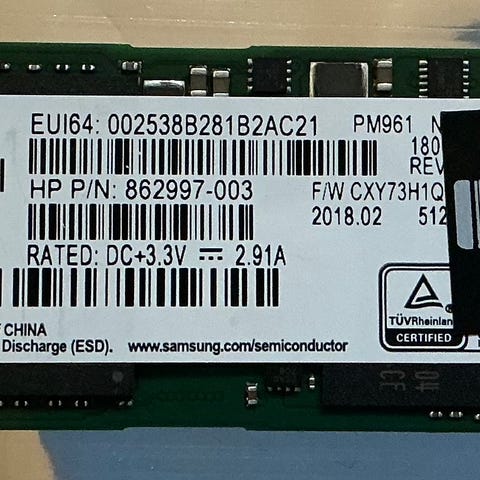 EUI64: 002538B281B2AC21 PM961 N
180
REV
HP P/N: 862997-003 F/W CXY73H1Q
2018.02 512
RATED: DC+3.3V ⎓ 2.91A
CHINA
Discharge (ESD). www.samsung.com/semiconductor
TÜVRheinlan
CERTIFIED